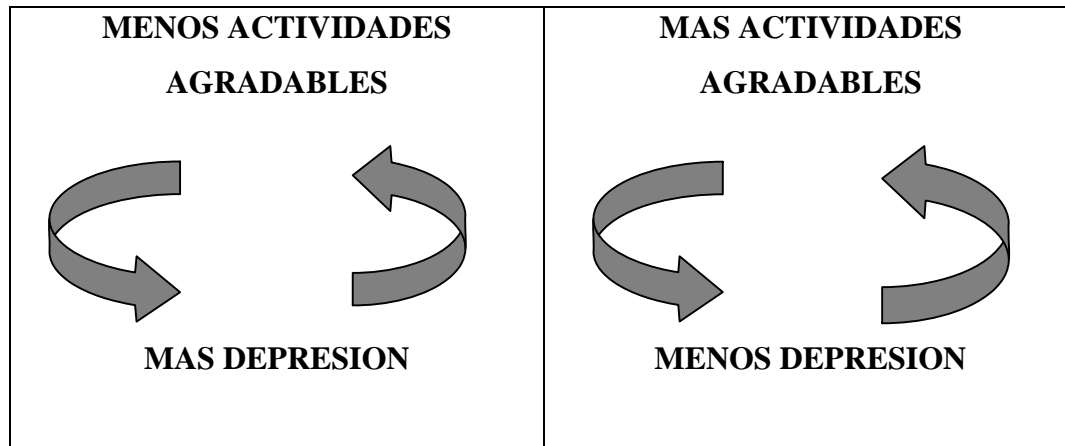 MENOS ACTIVIDADES
AGRADABLES
MAS DEPRESION
MAS ACTIVIDADES
AGRADABLES
MENOS DEPRESION